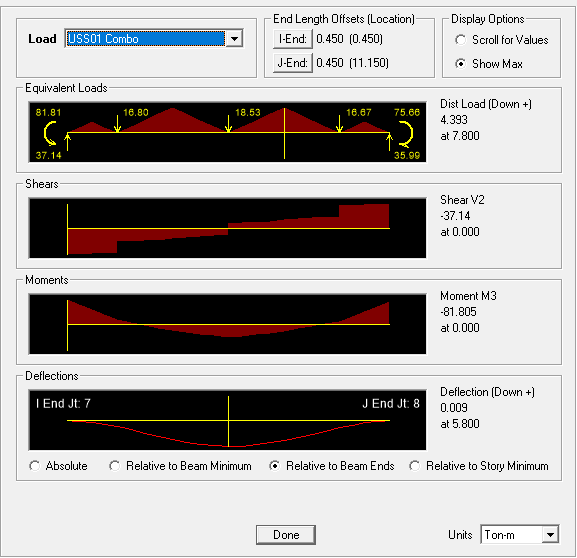 Load USS01 Combo
End Length Offsets (Location)
I-End: 0.450 (0.450)
J-End: 0.450 (11.150)
Display Options
Scroll for Values
Show Max
Equivalent Loads
81.81 16.80 18.53 16.67 75.66
37.14 35.99
Dist Load (Down +)
4.393
at 7.800
Shears
Shear V2
-37.14
at 0.000
Moments
Moment M3
-81.805
at 0.000
Deflections
I End Jt: 7 J End Jt: 8
Deflection (Down +)
0.009
at 5.800
Absolute Relative to Beam Minimum Relative to Beam Ends Relative to Story Minimum
Done
Units Ton-m